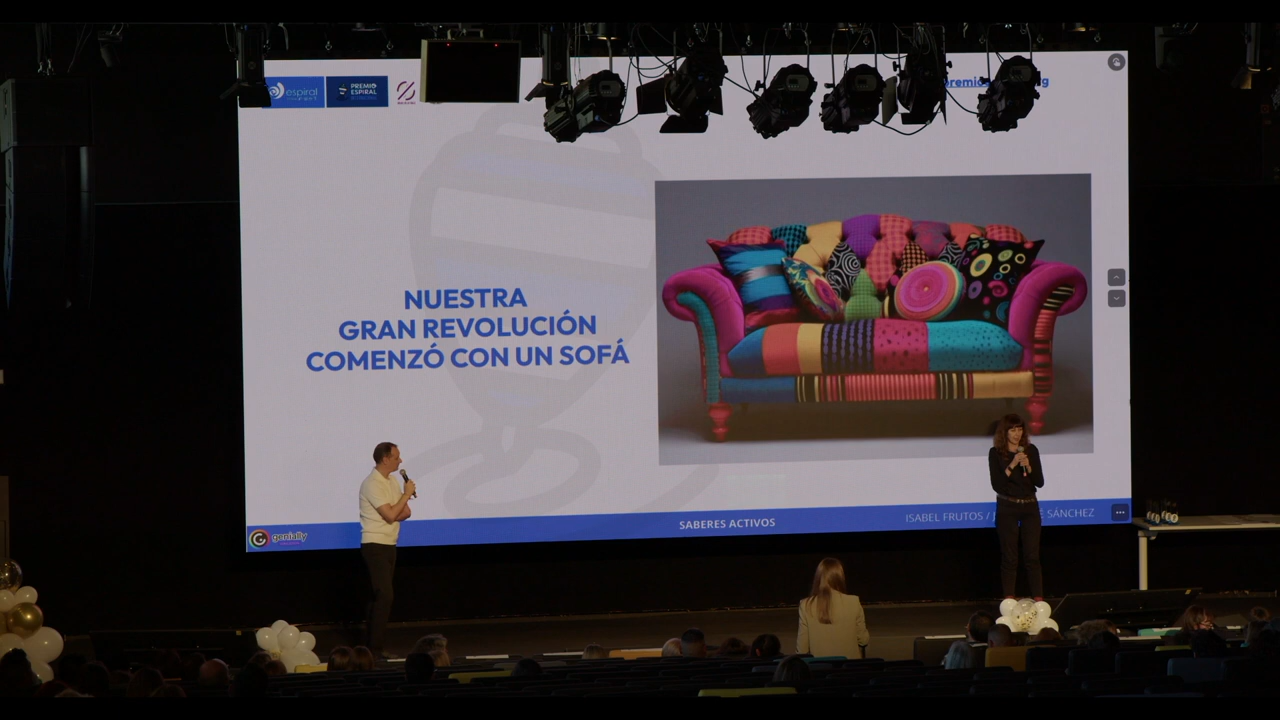 espiral
PREMIO
ESPIRAL
NUESTRA
GRAN REVOLUCIÓN
COMENZÓ CON UN SOFÁ
genially
SABERES ACTIVOS
ISABEL FRUTOS / SÁNCHEZ